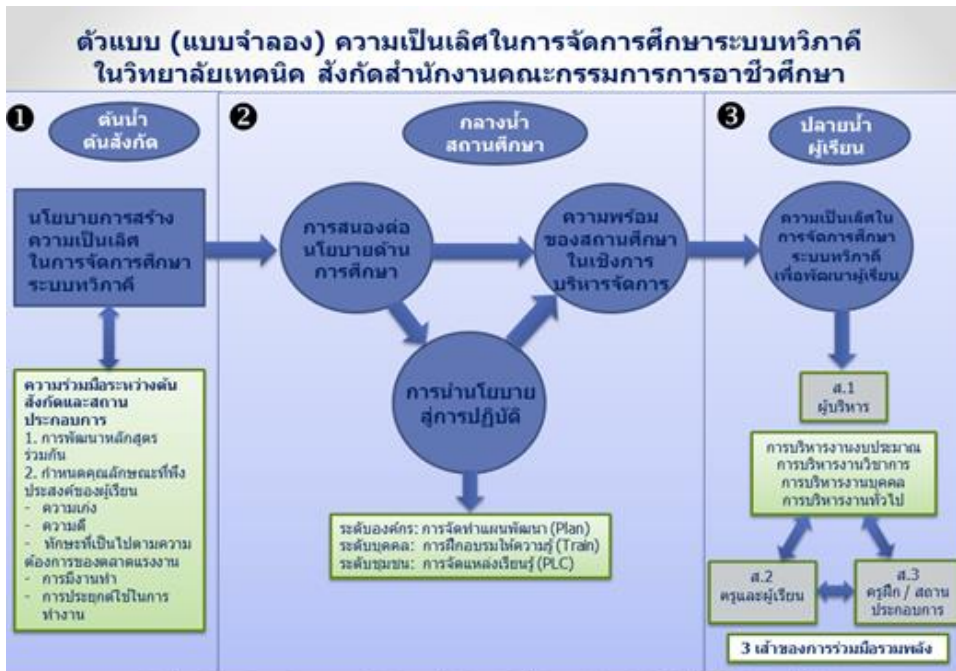 ตัวแบบ (แบบจำลอง) ความเป็นเลิศในการจัดการศึกษาระบบทวิภาคี
ในวิทยาลัยเทคนิค สังกัดสำนักงานคณะกรรมการการอาชีวศึกษา
1
ต้นน้ำ
ต้นสังกัด
นโยบายการสร้าง
ความเป็นเลิศ
ในการจัดการศึกษา
ระบบทวิภาคี
ความร่วมมือระหว่างต้น
สังกัดและสถาน
ประกอบการ
1. การพัฒนาหลักสูตร
ร่วมกัน
2. กำหนดคุณลักษณะที่พึง
ประสงค์ของผู้เรียน
- ความเก่ง
- ความดี
- ทักษะที่เป็นไปตามความ
ต้องการของตลาดแรงงาน
- การมีงานทำ
- การประยุกต์ใช้ในการ
ทำงาน
2
กลางน้ำ
สถานศึกษา
การสนองต่อ
นโยบายด้าน
การศึกษา
ความพร้อม
ของสถานศึกษา
ในเชิงการ
บริหารจัดการ
การนำนโยบาย
สู่การปฏิบัติ
ระดับองค์กร: การจัดทำแผนพัฒนา (Plan)
ระดับบุคคล: การฝึกอบรมให้ความรู้ (Train)
ระดับชุมชน: การจัดแหล่งเรียนรู้ (PLC)
3
ปลายน้ำ
ผู้เรียน
ความเป็นเลิศใน
การจัดการศึกษา
ระบบทวิภาคี
เพื่อพัฒนาผู้เรียน
ส.1
ผู้บริหาร
การบริหารงานงบประมาณ
การบริหารงานวิชาการ
การบริหารงานบุคคล
การบริหารงานทั่วไป
ส.2
ครูและผู้เรียน
ส.3
ครูฝึก / สถาน
ประกอบการ
3 เส้าของการร่วมมือรวมพลัง